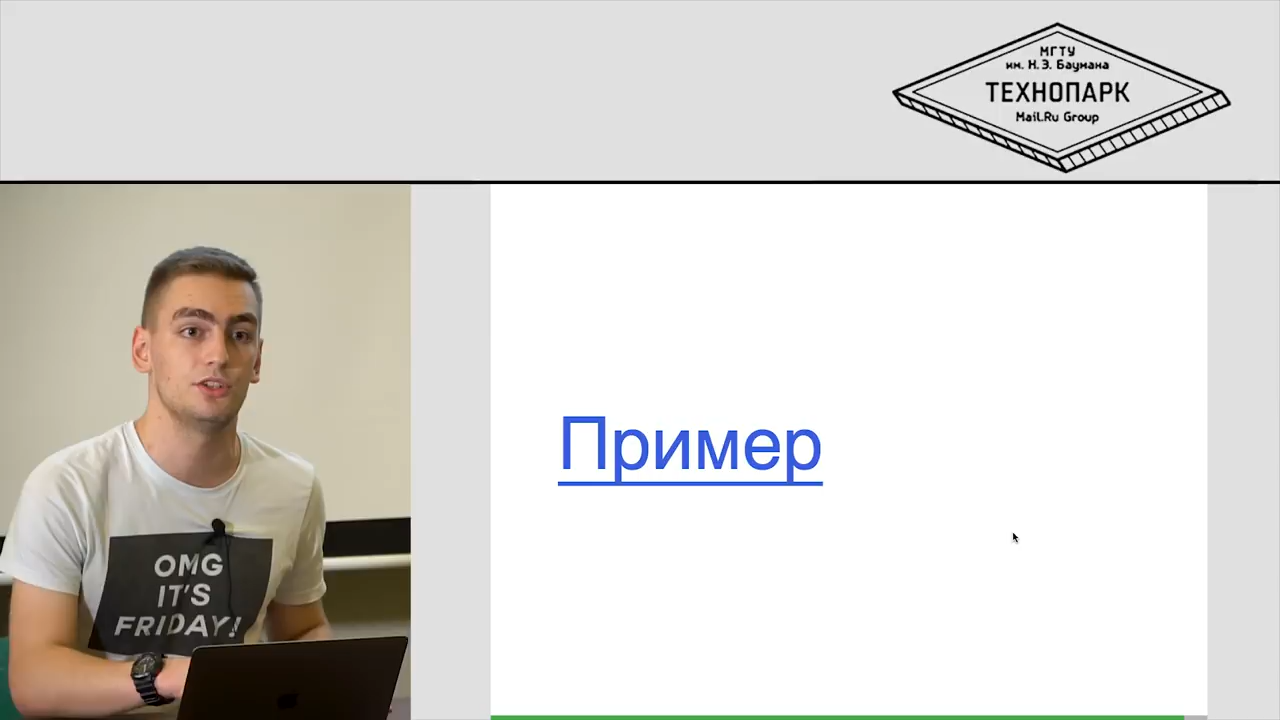 МГТУ
им. Н.Э. Баумана
ТЕХНОПАРК
Mail.Ru Group
Пример
OMG
IT'S
FRIDAY!